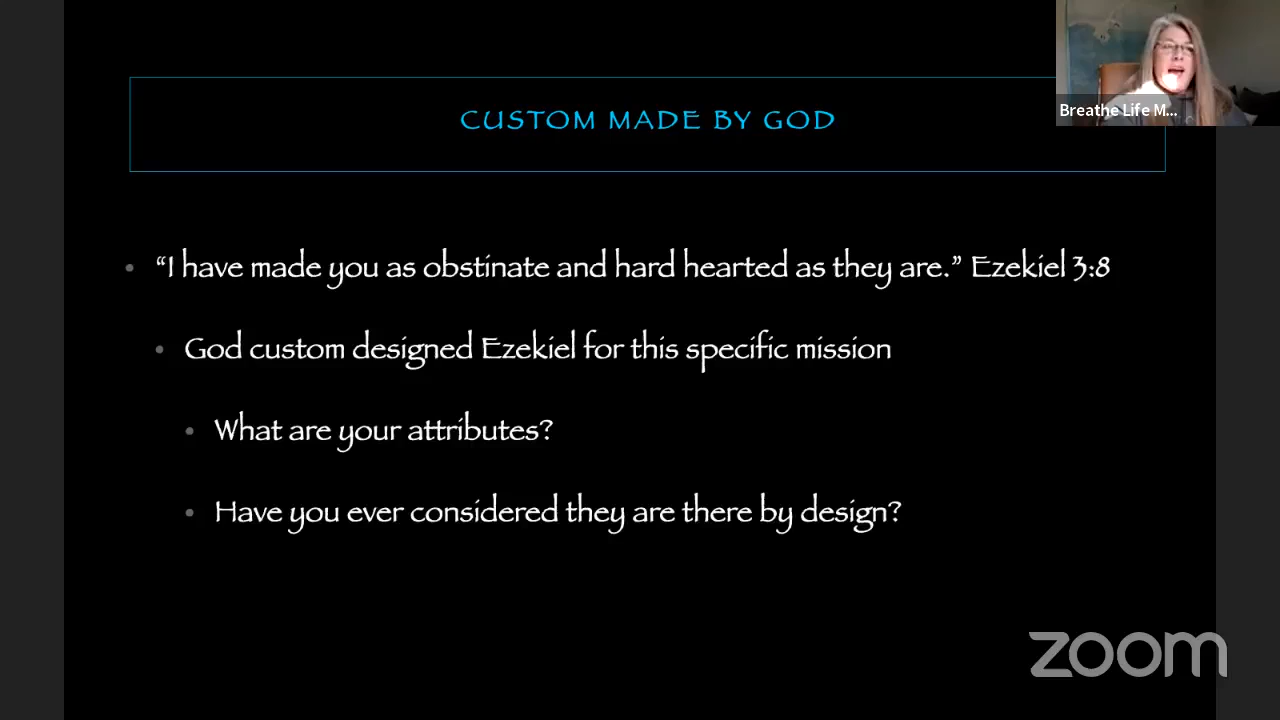 CUSTOM MADE BY GOD
Breathe Life M...
• “I have made you as obstinate and hard hearted as they are.” Ezekiel 3:8
• God custom designed Ezekiel for this specific mission
• What are your attributes?
• Have you ever considered they are there by design?
zoom